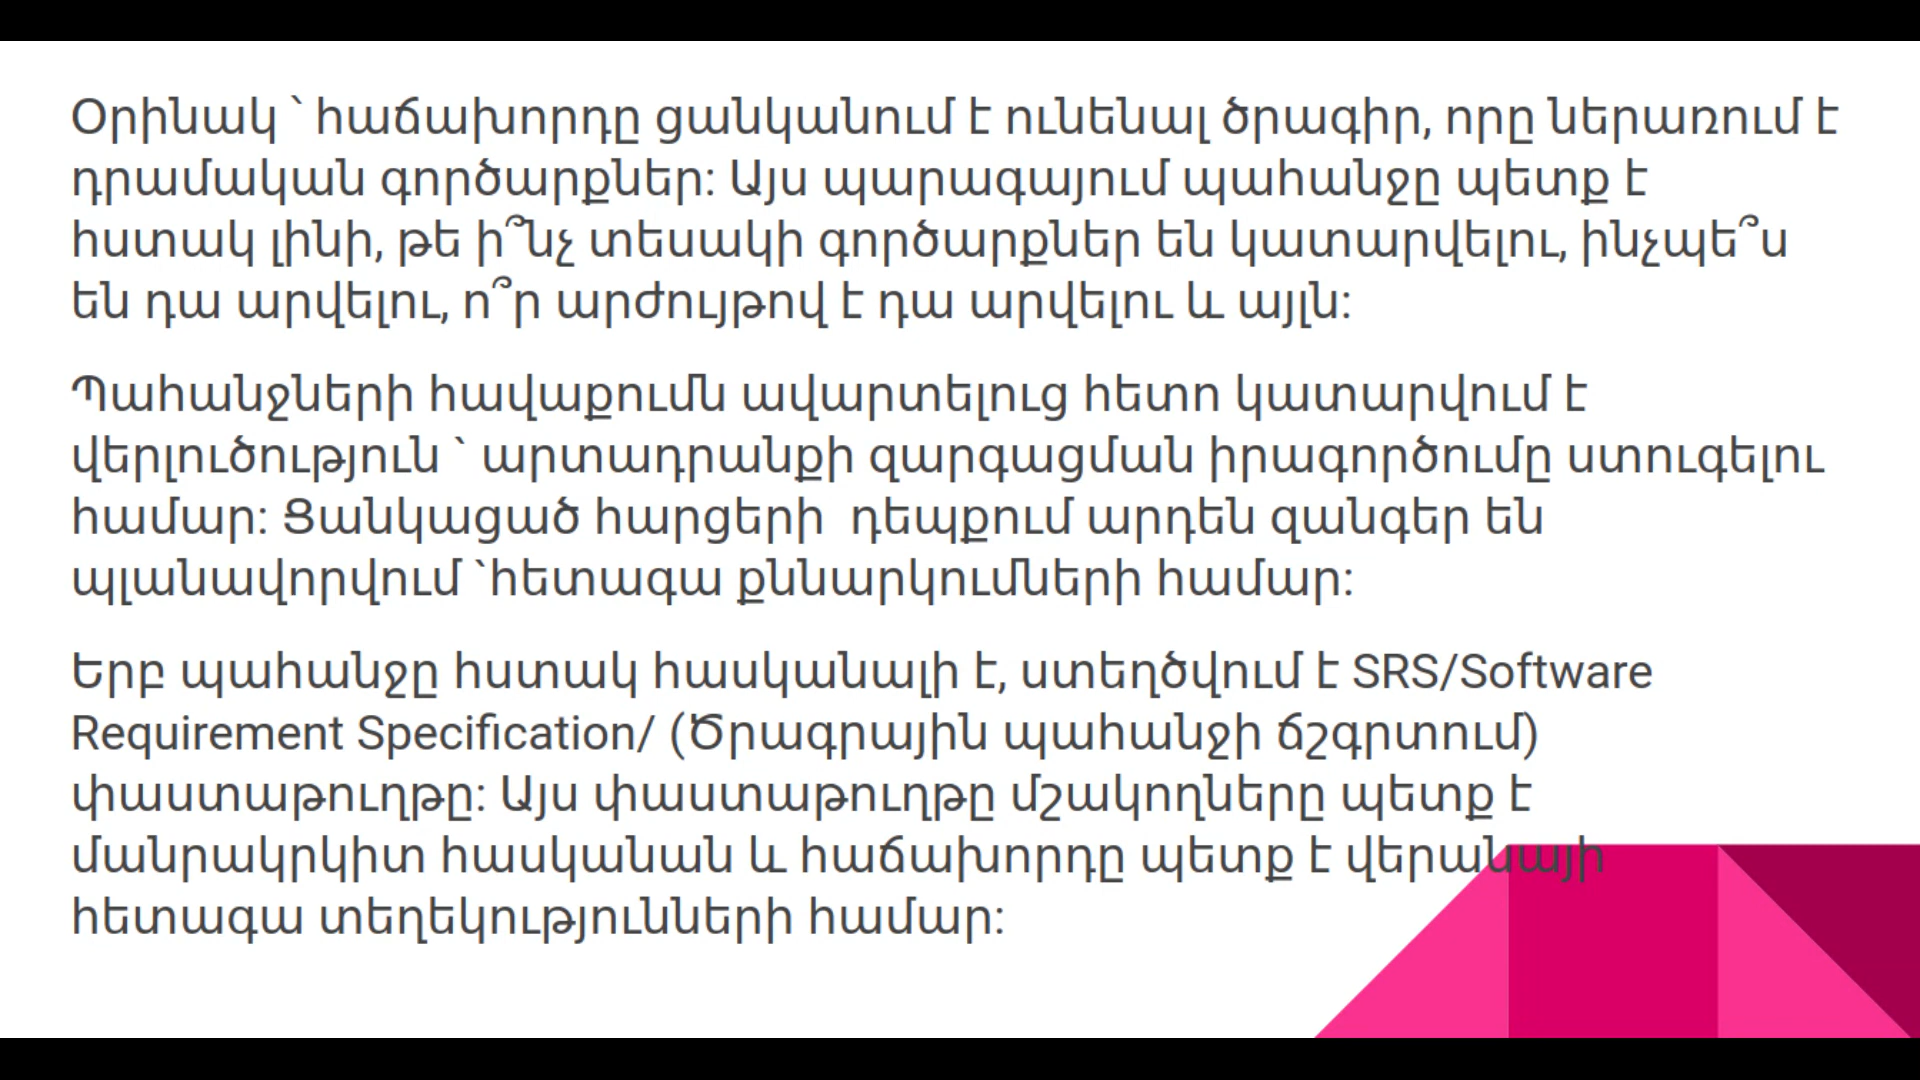 Օրինակ ՝ հաճախորդը ցանկանում է ունենալ ծրագիր, որը ներառում է
դրամական գործարքներ: Այս պարագայում պահանջը պետք է
հստակ լինի, թե ի՞նչ տեսակի գործարքներ են կատարվելու, ինչպե՞ս
են դա արվելու, ո՞ր արժույթով է դա արվելու և այլն:
Պահանջների հավաքումն ավարտելուց հետո կատարվում է
վերլուծություն ՝ արտադրանքի զարգացման իրագործումը ստուգելու
համար: Ցանկացած հարցերի  դեպքում արդեն զանգեր են
պլանավորվում ՝հետագա քննարկումների համար:
Երբ պահանջը հստակ հասկանալի է, ստեղծվում է SRS/Software
Requirement Specification/ (Ծրագրային պահանջի ճշգրտում)
փաստաթուղթը: Այս փաստաթուղթը մշակողները պետք է
մանրակրկիտ հասկանան և հաճախորդը պետք է վերանայի
հետագա տեղեկությունների համար: